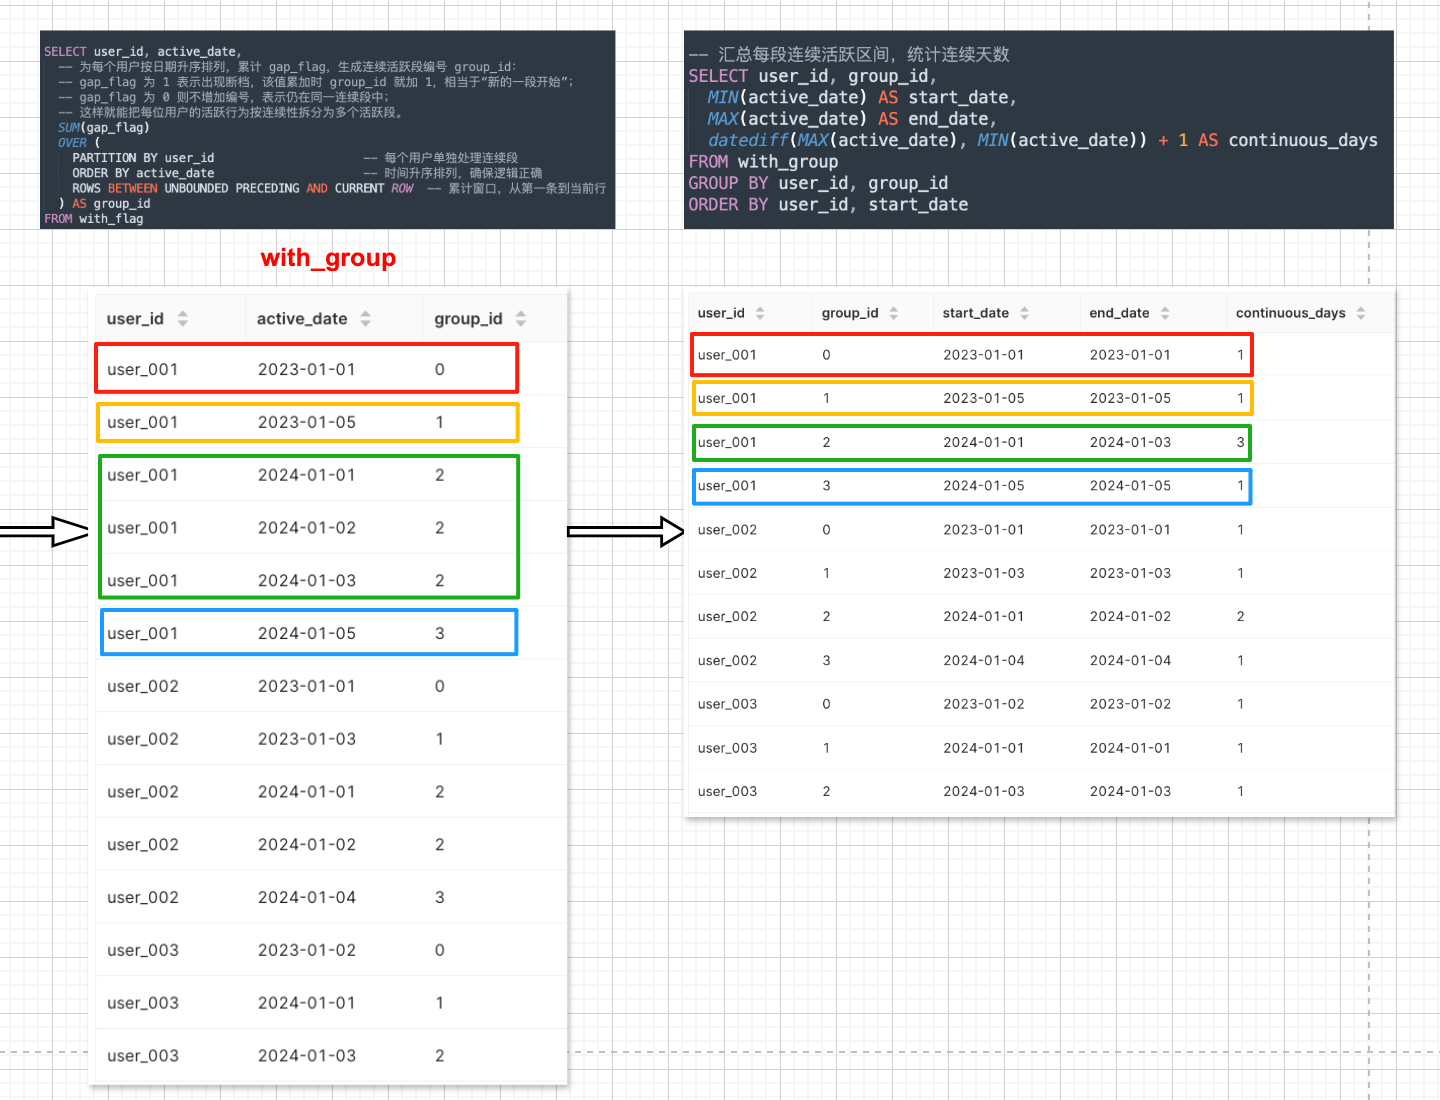 SELECT user_id, active_date,
-- 为每个用户按日期升序排列，累计 gap_flag，生成连续活跃段编号 group_id：
-- gap_flag 为 1 表示出现断档，该值累加时 group_id 就加 1，相当于“新的一段开始”；
-- gap_flag 为 0 则不增加编号，表示仍在同一连续段中；
-- 这样就能把每位用户的活跃行为按连续性拆分为多个活跃段。
SUM(gap_flag)
OVER (
PARTITION BY user_id -- 每个用户单独处理连续段
ORDER BY active_date -- 时间升序排列，确保逻辑正确
ROWS BETWEEN UNBOUNDED PRECEDING AND CURRENT ROW -- 累计窗口，从第一条到当前行
) AS group_id
FROM with_flag
with_group
user_id active_date group_id
user_001 2023-01-01 0
user_001 2023-01-05 1
user_001 2024-01-01 2
user_001 2024-01-02 2
user_001 2024-01-03 2
user_001 2024-01-05 3
user_002 2023-01-01 0
user_002 2023-01-03 1
user_002 2024-01-01 2
user_002 2024-01-02 2
user_002 2024-01-04 3
user_003 2023-01-02 0
user_003 2024-01-01 1
user_003 2024-01-03 2
-- 汇总每段连续活跃区间，统计连续天数
SELECT user_id, group_id,
MIN(active_date) AS start_date,
MAX(active_date) AS end_date,
datediff(MAX(active_date), MIN(active_date)) + 1 AS continuous_days
FROM with_group
GROUP BY user_id, group_id
ORDER BY user_id, start_date
user_id group_id start_date end_date continuous_days
user_001 0 2023-01-01 2023-01-01 1
user_001 1 2023-01-05 2023-01-05 1
user_001 2 2024-01-01 2024-01-03 3
user_001 3 2024-01-05 2024-01-05 1
user_002 0 2023-01-01 2023-01-01 1
user_002 1 2023-01-03 2023-01-03 1
user_002 2 2024-01-01 2024-01-02 2
user_002 3 2024-01-04 2024-01-04 1
user_003 0 2023-01-02 2023-01-02 1
user_003 1 2024-01-01 2024-01-01 1
user_003 2 2024-01-03 2024-01-03 1